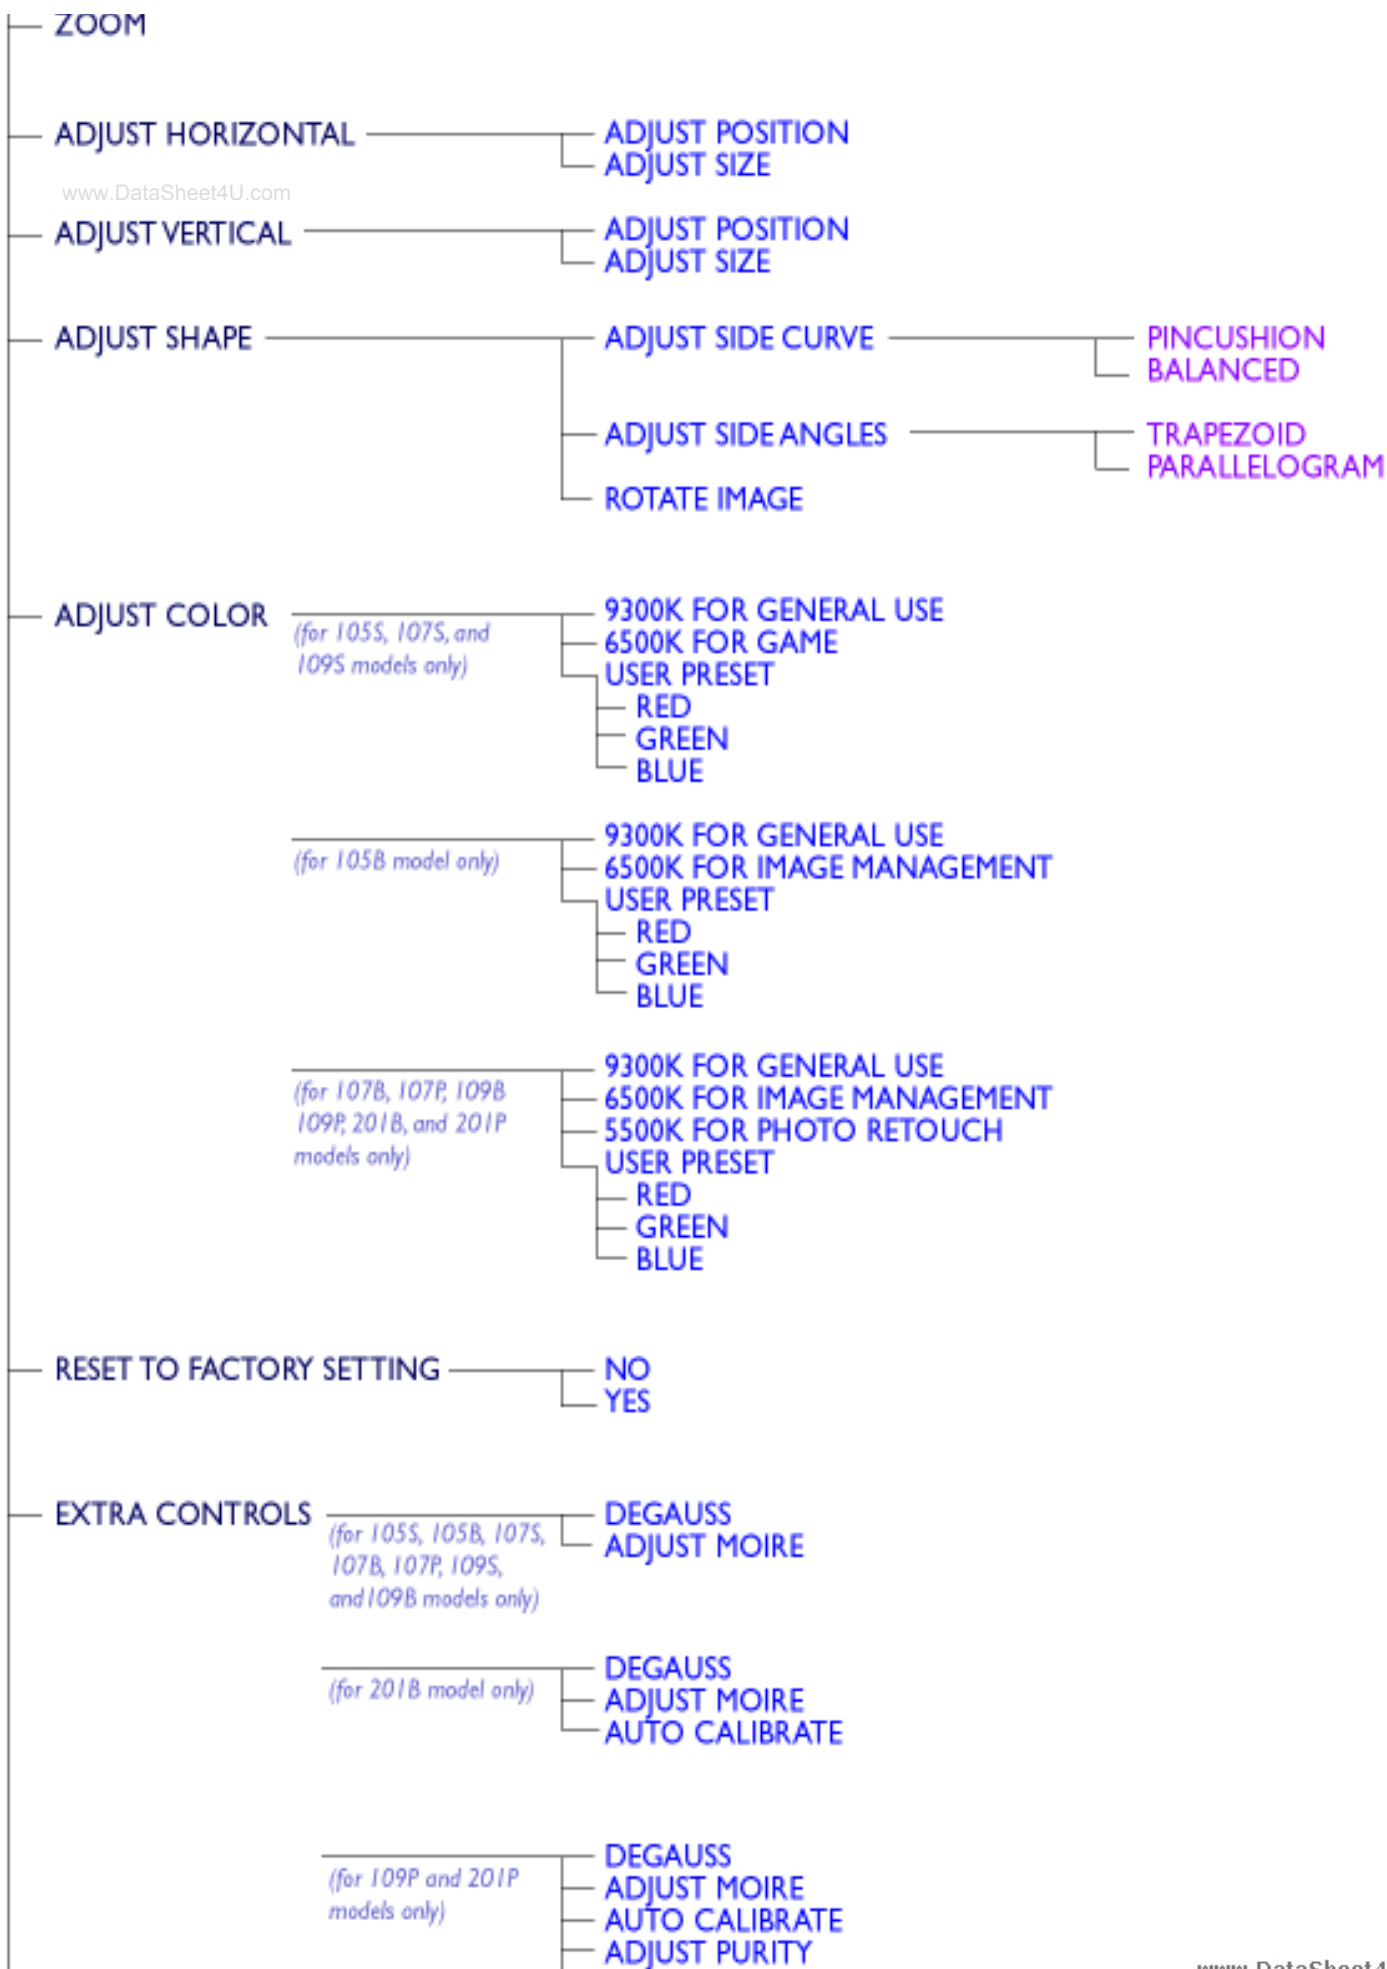 ZOOM
ADJUST HORIZONTAL
ADJUST POSITION
ADJUST SIZE
www.DataSheet4U.com
ADJUST VERTICAL
ADJUST POSITION
ADJUST SIZE
ADJUST SHAPE
ADJUST SIDE CURVE
PINCUSHION
BALANCED
ADJUST SIDE ANGLES
TRAPEZOID
PARALLELOGRAM
ROTATE IMAGE
ADJUST COLOR
(for 105S, 107S, and
109S models only)
9300K FOR GENERAL USE
6500K FOR GAME
USER PRESET
RED
GREEN
BLUE
(for 105B model only)
9300K FOR GENERAL USE
6500K FOR IMAGE MANAGEMENT
USER PRESET
RED
GREEN
BLUE
(for 107B, 107P, 109B
109P, 201B, and 201P
models only)
9300K FOR GENERAL USE
6500K FOR IMAGE MANAGEMENT
5500K FOR PHOTO RETOUCH
USER PRESET
RED
GREEN
BLUE
RESET TO FACTORY SETTING
NO
YES
EXTRA CONTROLS
(for 105S, 105B, 107S,
107B, 107P, 109S,
and 109B models only)
DEGAUSS
ADJUST MOIRE
(for 201B model only)
DEGAUSS
ADJUST MOIRE
AUTO CALIBRATE
(for 109P and 201P
models only)
DEGAUSS
ADJUST MOIRE
AUTO CALIBRATE
ADJUST PURITY
www.DataSheet4